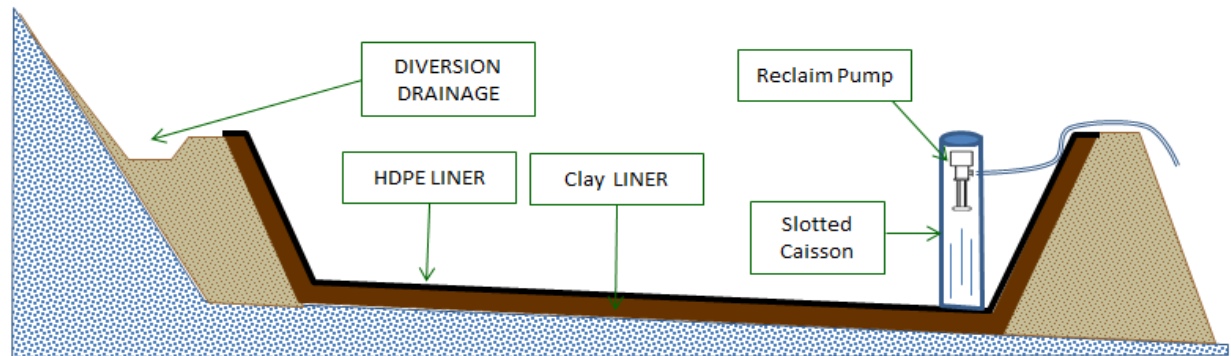 DIVERSION
DRAINAGE
Reclaim Pump
HDPE LINER
Clay LINER
Slotted
Caisson